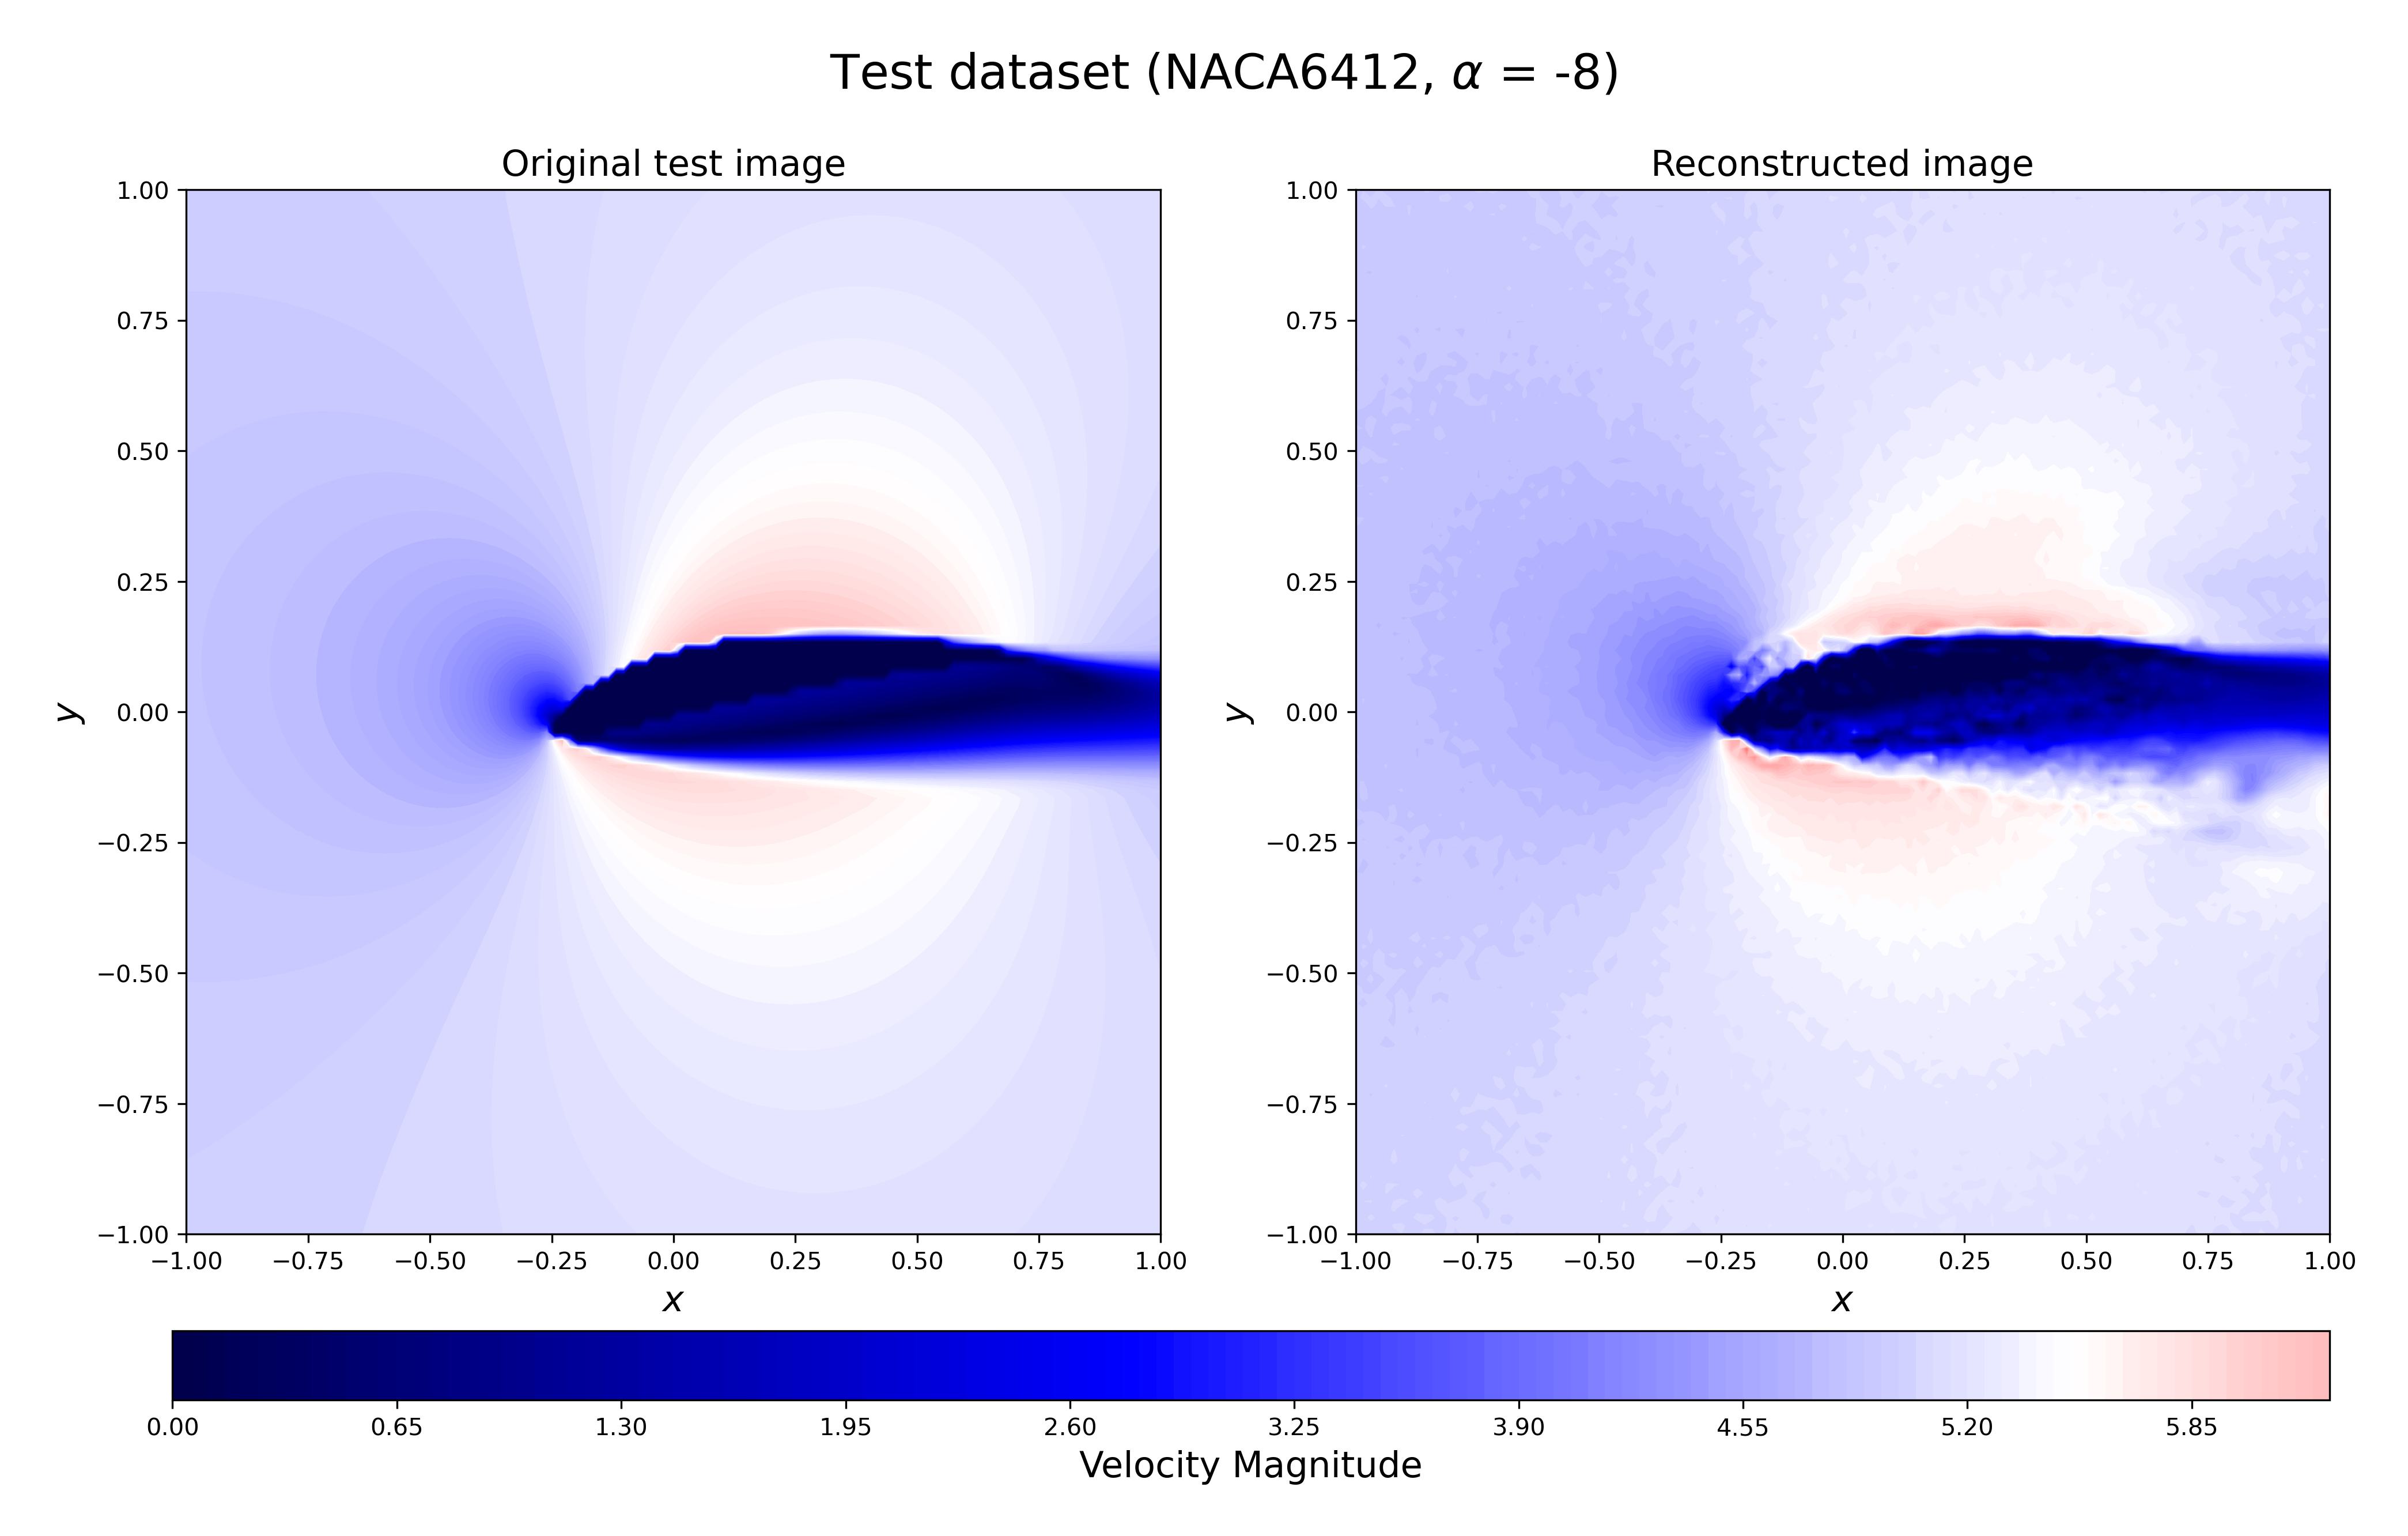 Test dataset (NACA6412, α = -8)
Original test image
Reconstructed image
1.00
0.75
0.50
0.25
0.00
−0.25
−0.50
−0.75
−1.00
y
−1.00 −0.75 −0.50 −0.25 0.00 0.25 0.50 0.75 1.00
x
1.00
0.75
0.50
0.25
0.00
−0.25
−0.50
−0.75
−1.00
y
−1.00 −0.75 −0.50 −0.25 0.00 0.25 0.50 0.75 1.00
x
0.00 0.65 1.30 1.95 2.60 3.25 3.90 4.55 5.20 5.85
Velocity Magnitude